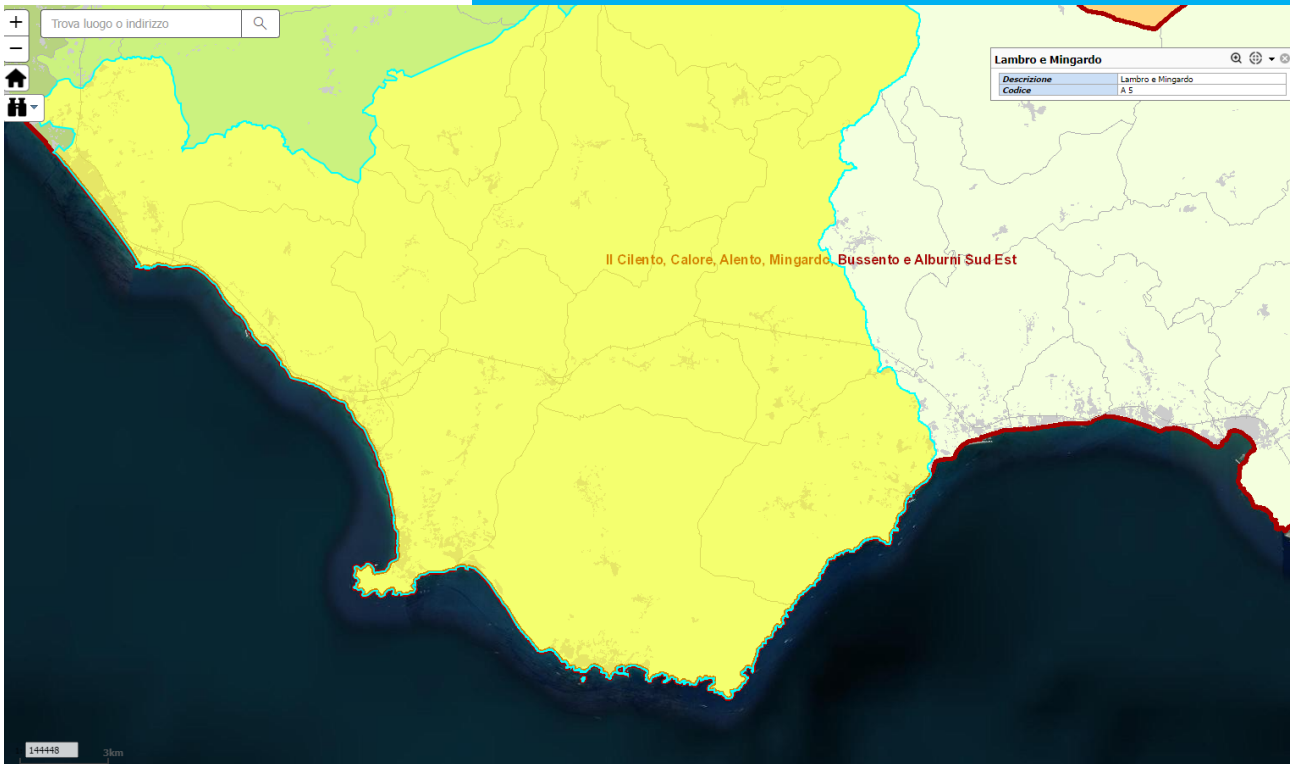 +
Trova luogo o indirizzo
−
Lambro e Mingardo
Descrizione Lambro e Mingardo
Codice A 5
Il Cilento, Calore, Alento, Mingardo, Bussento e Alburni Sud Est
144448
3km